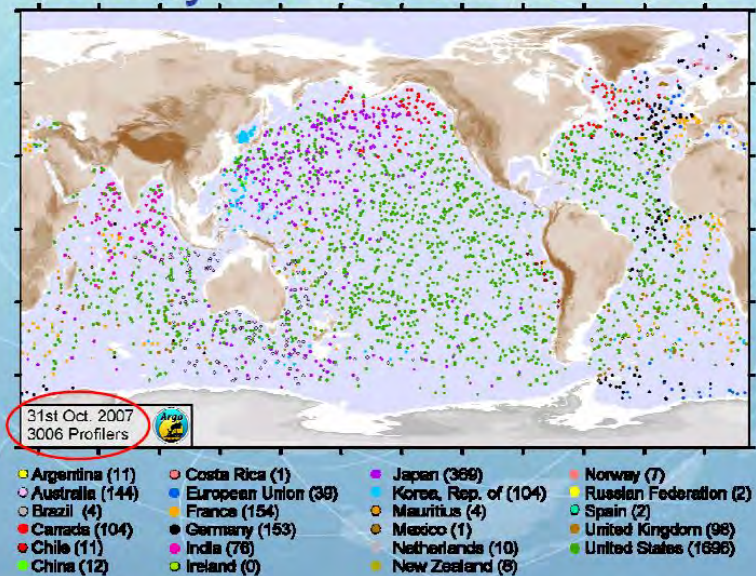 31st Oct. 2007
3006 Profilers
Argo
Argentina (11)
Australia (144)
Brazil (4)
Canada (104)
Chile (11)
China (12)
Costa Rica (1)
European Union (39)
France (154)
Germany (153)
India (76)
Ireland (0)
Japan (369)
Korea, Rep. of (104)
Mauritius (4)
Mexico (1)
Netherlands (10)
New Zealand (8)
Norway (7)
Russian Federation (2)
Spain (2)
United Kingdom (98)
United States (1696)